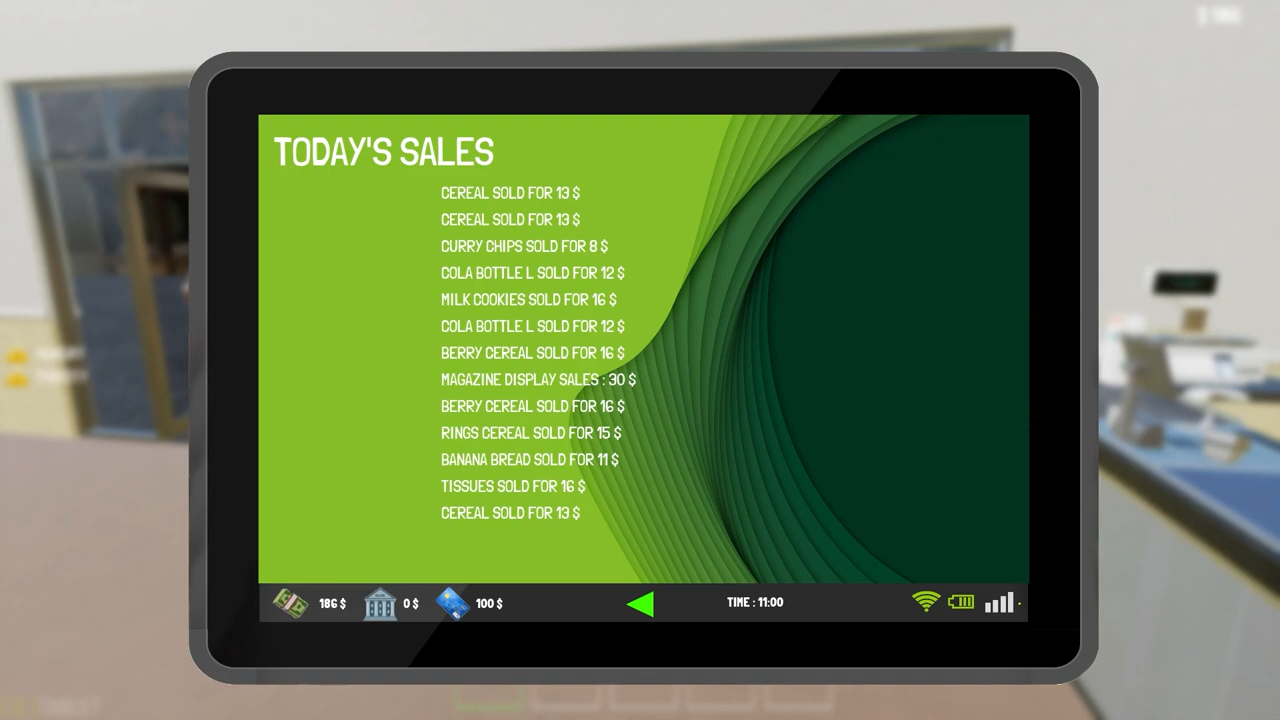 TODAY'S SALES
CEREAL SOLD FOR 13 $
CEREAL SOLD FOR 13 $
CURRY CHIPS SOLD FOR 8 $
COLA BOTTLE L SOLD FOR 12 $
MILK COOKIES SOLD FOR 16 $
COLA BOTTLE L SOLD FOR 12 $
BERRY CEREAL SOLD FOR 16 $
MAGAZINE DISPLAY SALES : 30 $
BERRY CEREAL SOLD FOR 16 $
RINGS CEREAL SOLD FOR 15 $
BANANA BREAD SOLD FOR 11 $
TISSUES SOLD FOR 16 $
CEREAL SOLD FOR 13 $
186 $ 0 $ 100 $ TIME : 11:00